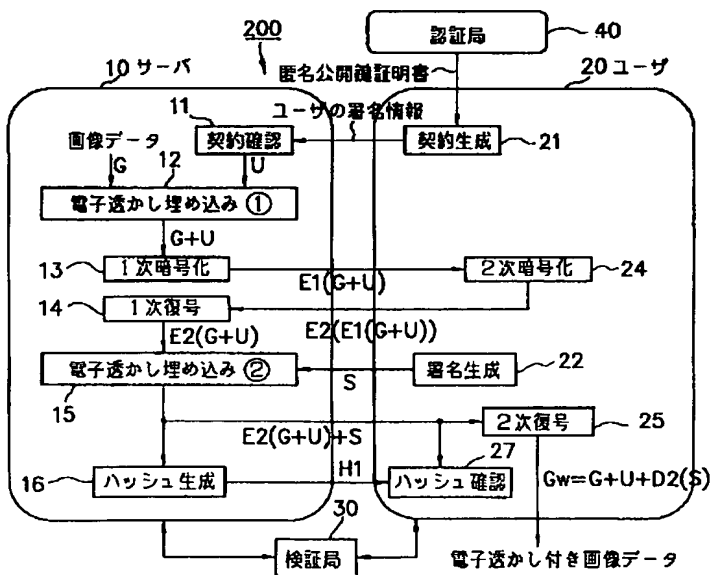 200
認証局
40
10 サーバ
匿名公開鍵証明書
20 ユーザ
11
ユーザの署名情報
画像データ
契約確認
契約生成
21
G
12
U
電子透かし埋め込み ①
G+U
13
1次暗号化
2次暗号化
24
E1(G+U)
14
1次復号
E2(G+U)
E2(E1(G+U))
電子透かし埋め込み ②
署名生成
22
S
15
2次復号
25
E2(G+U)+S
27
16
ハッシュ生成
H1
ハッシュ確認
Gw=G+U+D2(S)
30
検証局
電子透かし付き画像データ